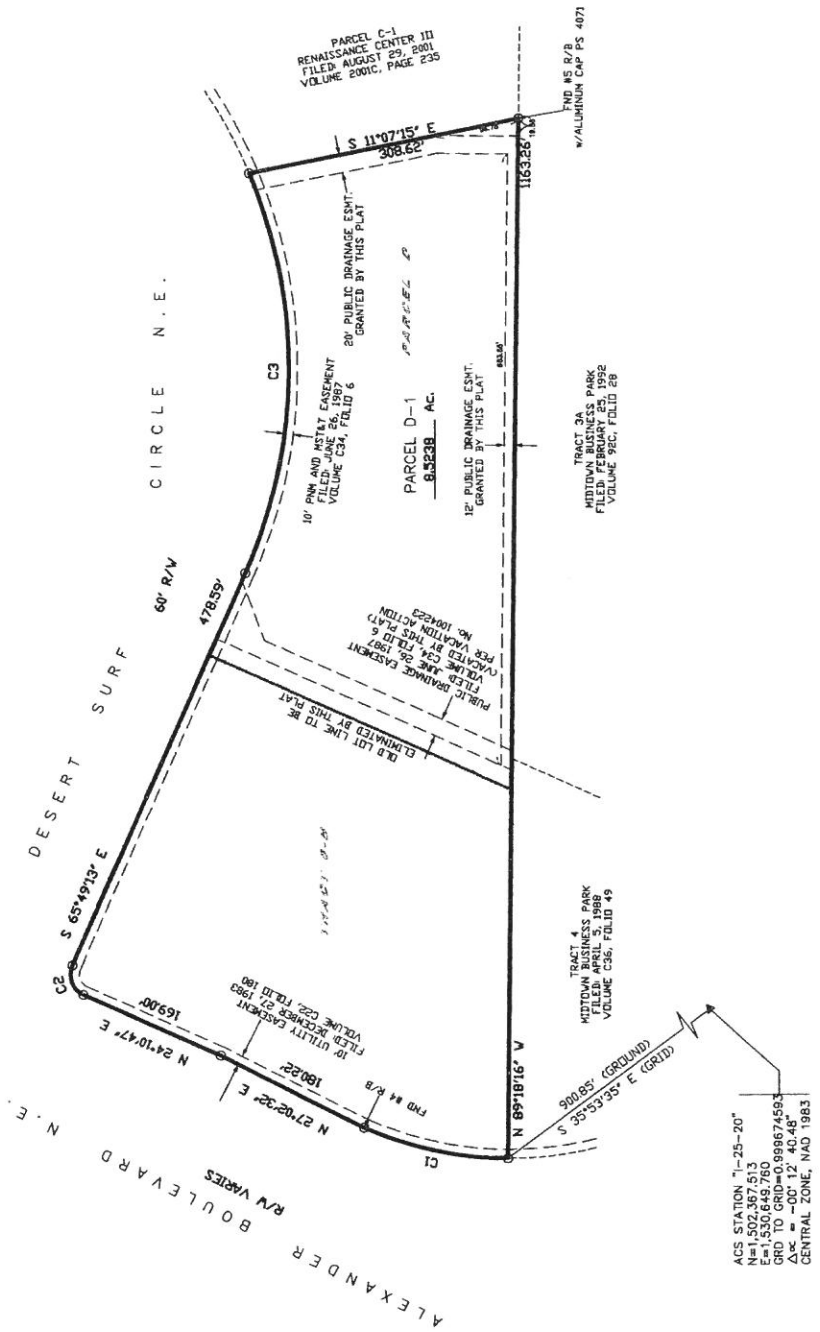 PARCEL C-1
RENAISSANCE CENTER III
FILED: AUGUST 29, 2001
VOLUME 2001C, PAGE 235
FND #5 R/B
W/ALUMINUM CAP PS 4071
S 11°07'15" E
308.62'
1163.26'
DESERT SURF CIRCLE N.E.
60' R/W
20' PUBLIC DRAINAGE ESMT.
GRANTED BY THIS PLAT
C3
10' PNM AND MST&T EASEMENT
FILED: JUNE 26, 1987
VOLUME C34, FOLIO 6
PARCEL D
PARCEL D-1
8.5238 Ac.
12' PUBLIC DRAINAGE ESMT.
GRANTED BY THIS PLAT
TRACT 3A
MIDTOWN BUSINESS PARK
FILED: FEBRUARY 25, 1992
VOLUME 92C, FOLIO 28
478.59'
S 65°49'13" E
PUBLIC DRAINAGE EASEMENT
FILED: JUNE 26, 1987
VOLUME C34, FOLIO 6
(VACATED BY THIS PLAT)
PER VACATION ACTION
No. 1004223
OLD LOT LINE TO BE
ELIMINATED BY THIS PLAT
C2
169.00'
N 24°10'47" E
10' UTILITY EASEMENT
FILED: DECEMBER 27, 1983
VOLUME C22, FOLIO 180
180.22'
N 27°02'32" E
FND #4 R/B
C1
N 89°18'16" W
R/W VARIES
ALEXANDER BOULEVARD N.E.
TRACT 4
MIDTOWN BUSINESS PARK
FILED: APRIL 5, 1988
VOLUME C36, FOLIO 49
900.85' (GROUND)
S 35°53'35" E (GRID)
ACS STATION "I-25-20"
N=1,502,367.513
E=1,530,649.760
GRD TO GRID=0.999674593
Δ∝ = -00° 12' 40.48"
CENTRAL ZONE, NAD 1983